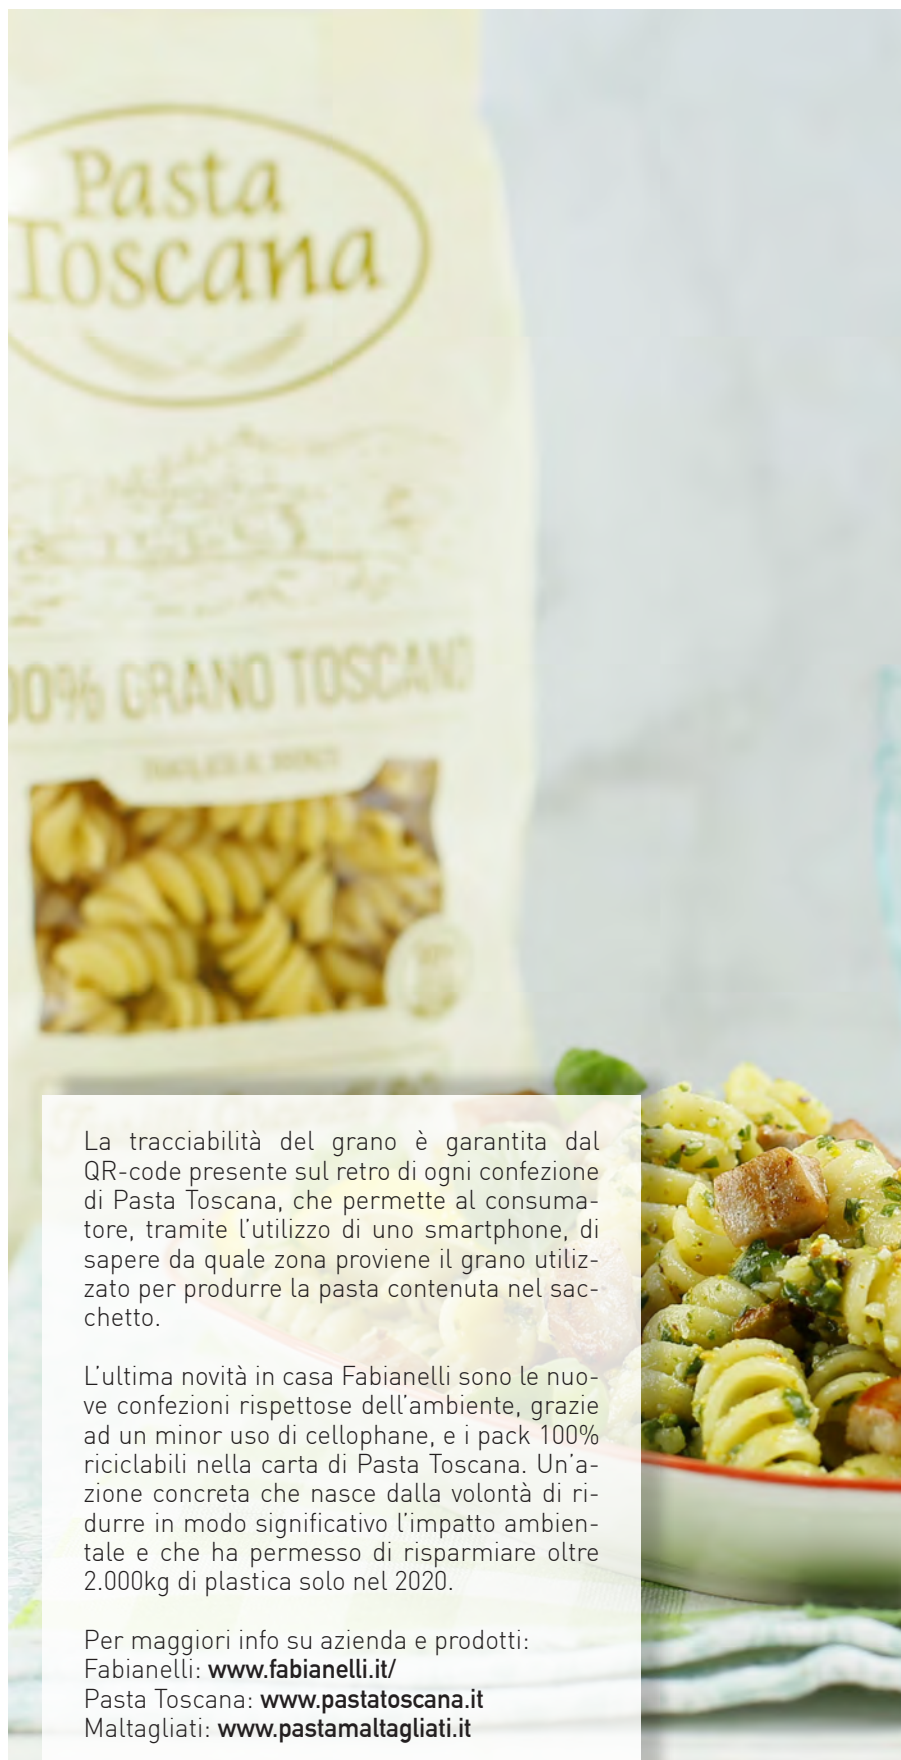 Pasta
Toscana
00% GRANO TOSCANO
La tracciabilità del grano è garantita dal
QR-code presente sul retro di ogni confezione
di Pasta Toscana, che permette al consuma-
tore, tramite l'utilizzo di uno smartphone, di
sapere da quale zona proviene il grano utiliz-
zato per produrre la pasta contenuta nel sac-
chetto.
L'ultima novità in casa Fabianelli sono le nuo-
ve confezioni rispettose dell'ambiente, grazie
ad un minor uso di cellophane, e i pack 100%
riciclabili nella carta di Pasta Toscana. Un'a-
zione concreta che nasce dalla volontà di ri-
durre in modo significativo l'impatto ambien-
tale e che ha permesso di risparmiare oltre
2.000kg di plastica solo nel 2020.
Per maggiori info su azienda e prodotti:
Fabianelli: www.fabianelli.it/
Pasta Toscana: www.pastatoscana.it
Maltagliati: www.pastamaltagliati.it